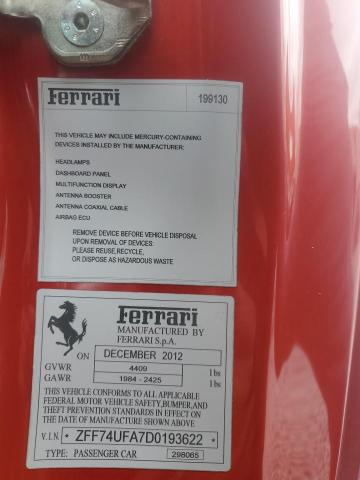 Ferrari 199130
THIS VEHICLE MAY INCLUDE MERCURY-CONTAINING
DEVICES INSTALLED BY THE MANUFACTURER:
HEADLAMPS
DASHBOARD PANEL
MULTIFUNCTION DISPLAY
ANTENNA BOOSTER
ANTENNA COAXIAL CABLE
AIRBAG ECU
REMOVE DEVICE BEFORE VEHICLE DISPOSAL
UPON REMOVAL OF DEVICES:
PLEASE REUSE,RECYCLE,
OR DISPOSE AS HAZARDOUS WASTE
Ferrari
MANUFACTURED BY
FERRARI S.p.A.
ON DECEMBER 2012
GVWR 4409 lbs
GAWR 1984 - 2425 lbs
THIS VEHICLE CONFORMS TO ALL APPLICABLE
FEDERAL MOTOR VEHICLE SAFETY,BUMPER,AND
THEFT PREVENTION STANDARDS IN EFFECT ON
THE DATE OF MANUFACTURE SHOWN ABOVE
V.I.N. * ZFF74UFA7D0193622 *
TYPE: PASSENGER CAR 298065